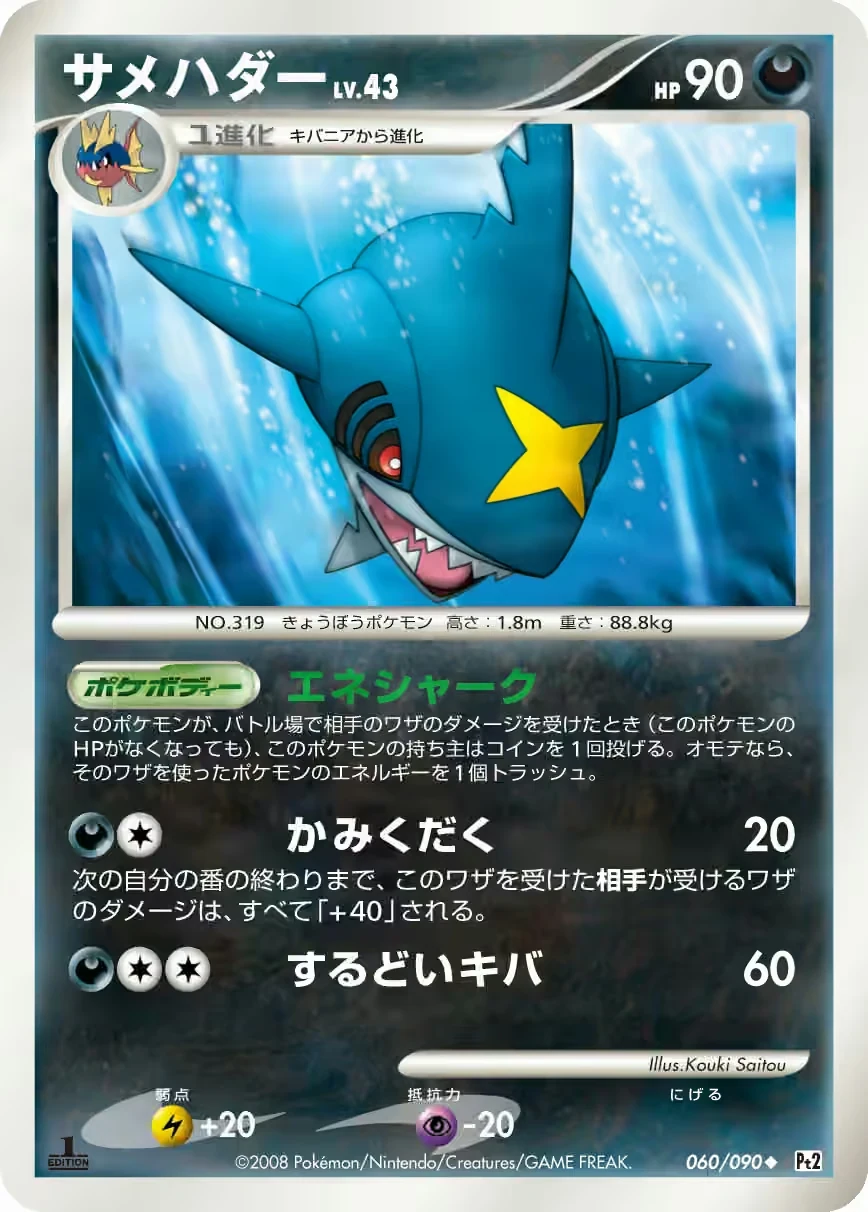 サメハダー LV.43 HP 90
1進化 キバニアから進化
NO.319 きょうぼうポケモン 高さ：1.8m 重さ：88.8kg
ポケボディー エネシャーク
このポケモンが、バトル場で相手のワザのダメージを受けたとき（このポケモンの
HPがなくなっても）、このポケモンの持ち主はコインを1回投げる。オモテなら、
そのワザを使ったポケモンのエネルギーを1個トラッシュ。
かみくだく 20
次の自分の番の終わりまで、このワザを受けた相手が受けるワザ
のダメージは、すべて「+40」される。
するどいキバ 60
Illus.Kouki Saitou
弱点 抵抗力 にげる
+20 -20
1 EDITION
©2008 Pokémon/Nintendo/Creatures/GAME FREAK. 060/090 Pt2